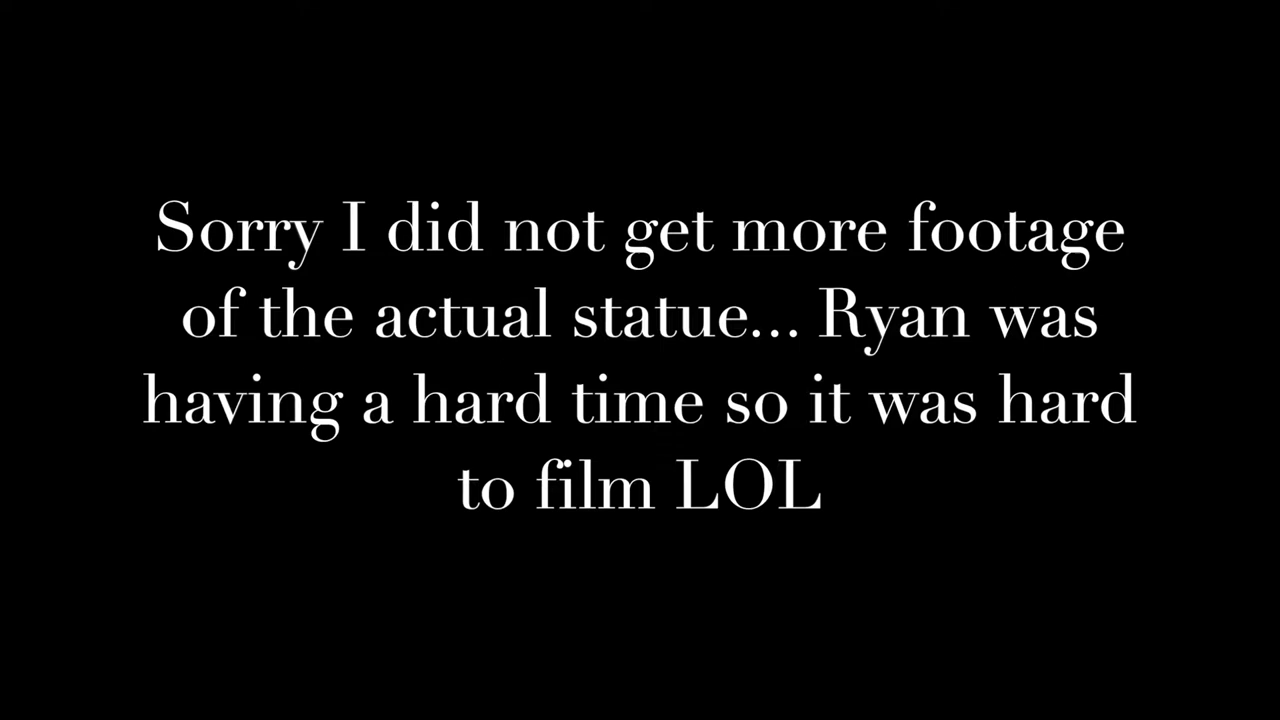 Sorry I did not get more footage
of the actual statue... Ryan was
having a hard time so it was hard
to film LOL